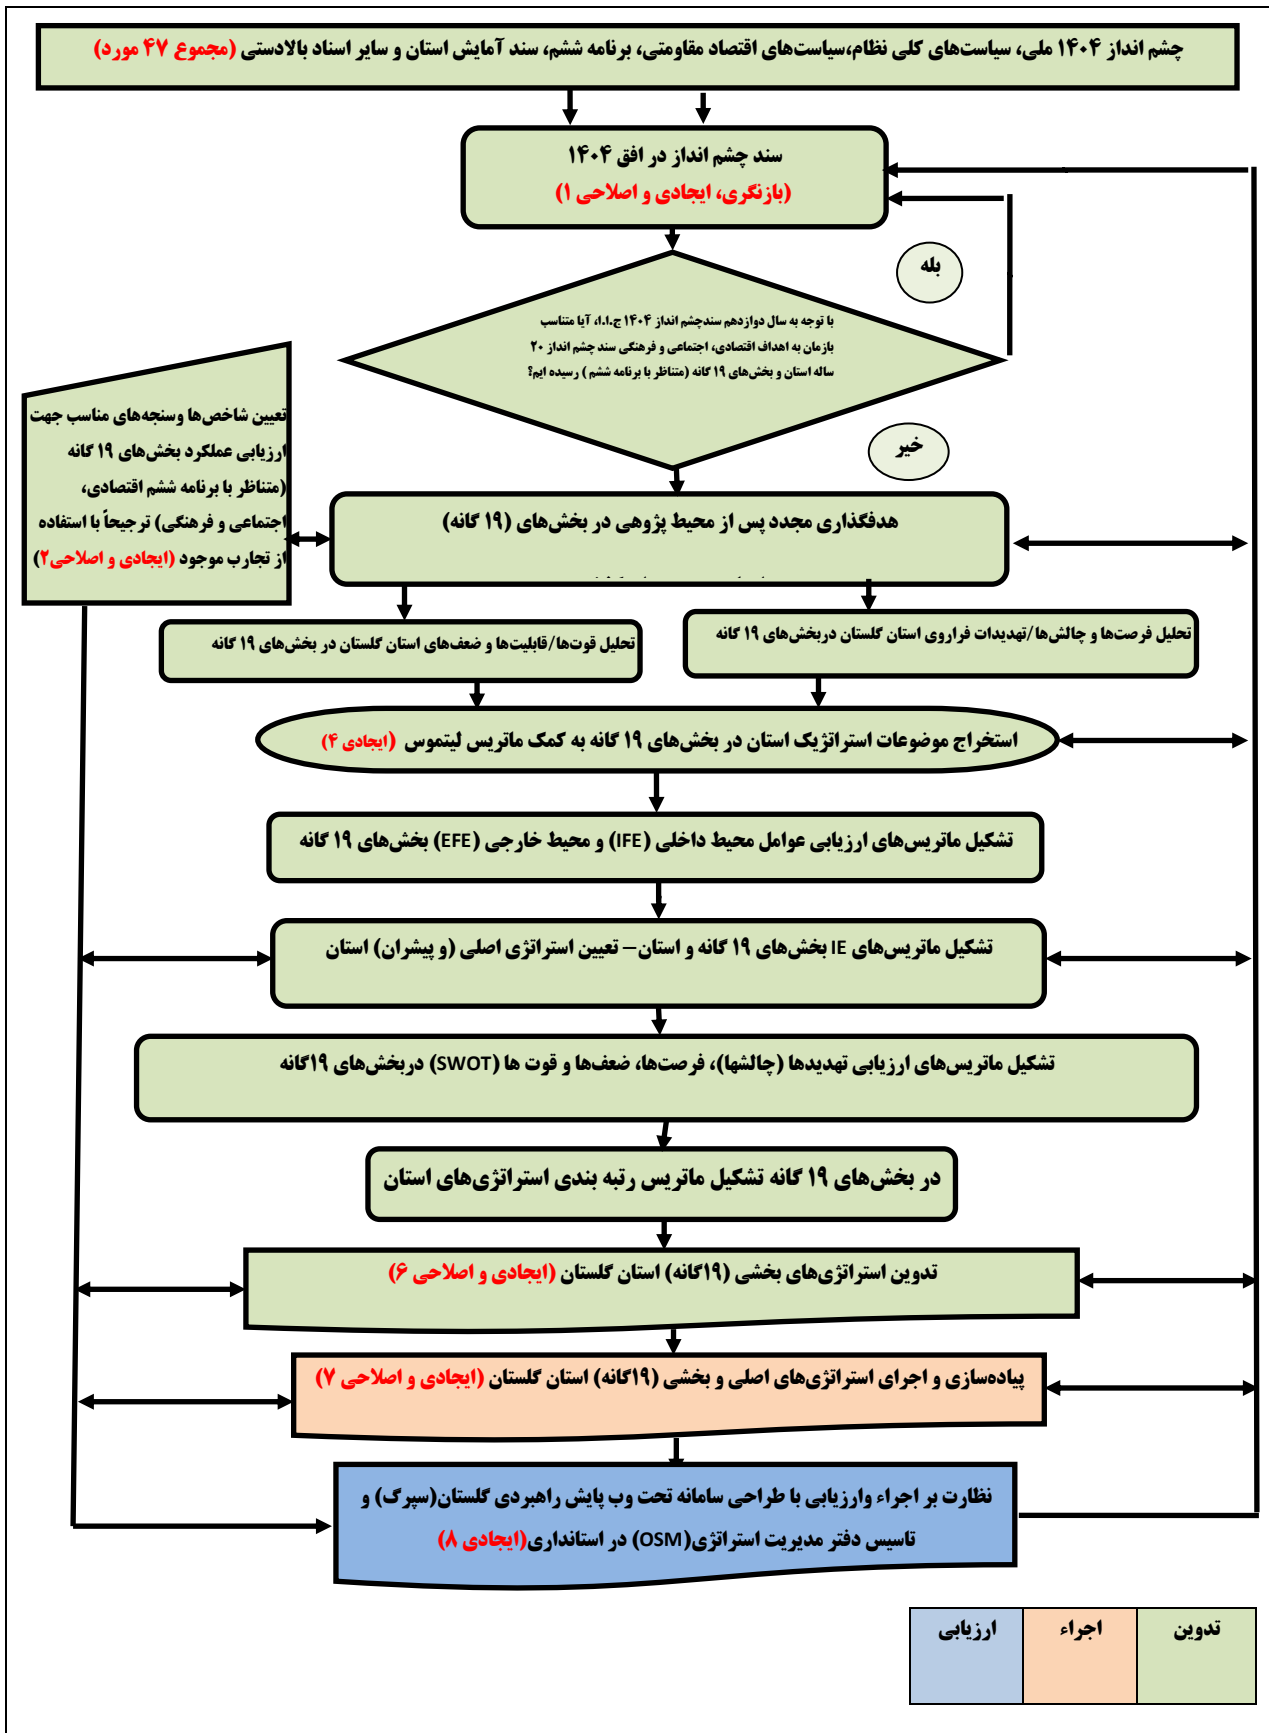 چشم انداز ۱۴۰۴ ملی، سیاست‌های کلی نظام،سیاست‌های اقتصاد مقاومتی، برنامه ششم، سند آمایش استان و سایر اسناد بالادستی (مجموع ۴۷ مورد)
سند چشم انداز در افق ۱۴۰۴
(بازنگری، ایجادی و اصلاحی ۱)
بله
با توجه به سال دوازدهم سندچشم انداز ۱۴۰۴ ج.ا.ا، آیا متناسب
بازمان به اهداف اقتصادی، اجتماعی و فرهنگی سند چشم انداز ۲۰
ساله استان و بخش‌های ۱۹ گانه (متناظر با برنامه ششم ) رسیده ایم؟
خیر
تعیین شاخص‌ها وسنجه‌های مناسب جهت
ارزیابی عملکرد بخش‌های ۱۹ گانه
(متناظر با برنامه ششم اقتصادی،
اجتماعی و فرهنگی) ترجیحاً با استفاده
از تجارب موجود (ایجادی و اصلاحی۲)
هدفگذاری مجدد پس از محیط پژوهی در بخش‌های (۱۹ گانه)
تحلیل فرصت‌ها و چالش‌ها/تهدیدات فراروی استان گلستان دربخش‌های ۱۹ گانه
تحلیل قوت‌ها/قابلیت‌ها و ضعف‌های استان گلستان در بخش‌های ۱۹ گانه
استخراج موضوعات استراتژیک استان در بخش‌های ۱۹ گانه به کمک ماتریس لیتموس (ایجادی ۴)
تشکیل ماتریس‌های ارزیابی عوامل محیط داخلی (IFE) و محیط خارجی (EFE) بخش‌های ۱۹ گانه
تشکیل ماتریس‌های IE بخش‌های ۱۹ گانه و استان– تعیین استراتژی اصلی (و پیشران) استان
تشکیل ماتریس‌های ارزیابی تهدیدها (چالشها)، فرصت‌ها، ضعف‌ها و قوت ها (SWOT) دربخش‌های ۱۹گانه
در بخش‌های ۱۹ گانه تشکیل ماتریس رتبه بندی استراتژی‌های استان
تدوین استراتژی‌های بخشی (۱۹گانه) استان گلستان (ایجادی و اصلاحی ۶)
پیاده‌سازی و اجرای استراتژی‌های اصلی و بخشی (۱۹گانه) استان گلستان (ایجادی و اصلاحی ۷)
نظارت بر اجراء وارزیابی با طراحی سامانه تحت وب پایش راهبردی گلستان(سپرگ) و
تاسیس دفتر مدیریت استراتژی(OSM) در استانداری(ایجادی ۸)
تدوین
اجراء
ارزیابی